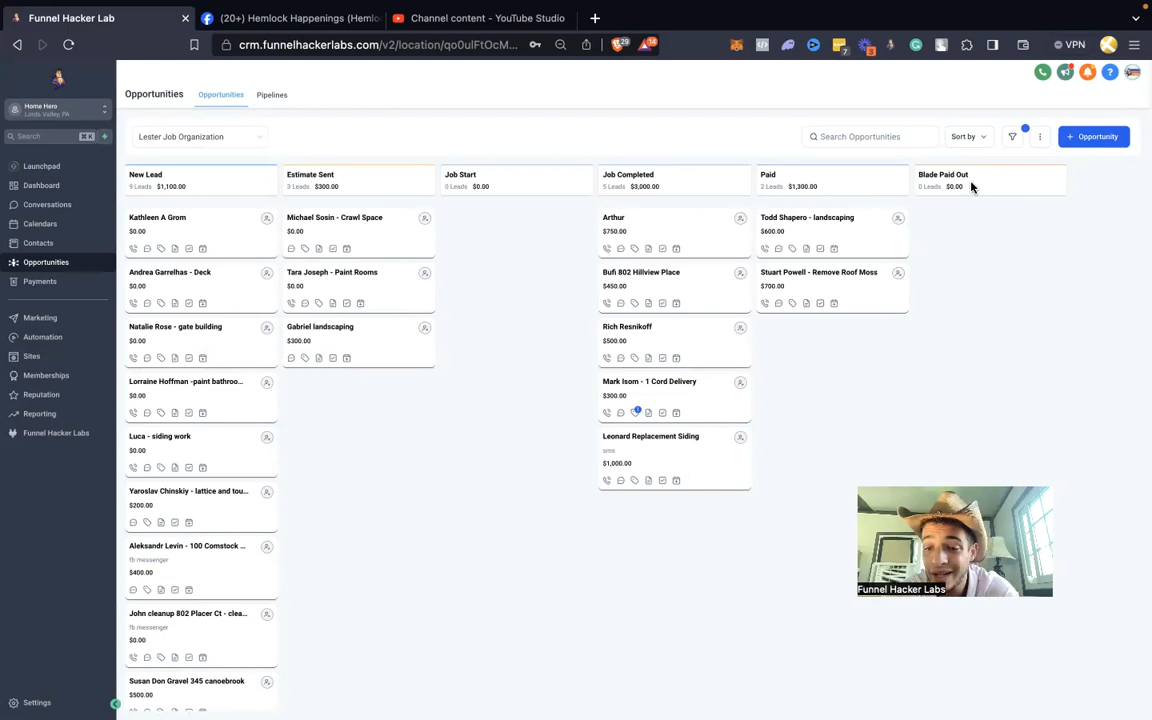 Funnel Hacker Lab
(20+) Hemlock Happenings (Heml
Channel content - YouTube Studio
crm.funnelhackerlabs.com/v2/location/qo0ulFtOcM...
29
14
7
3
VPN
Home Hero
Lords Valley, PA
Search
⌘K
Launchpad
Dashboard
Conversations
Calendars
Contacts
Opportunities
Payments
Marketing
Automation
Sites
Memberships
Reputation
Reporting
Funnel Hacker Labs
Settings
Opportunities
Opportunities
Pipelines
Lester Job Organization
Search Opportunities
Sort by
+ Opportunity
New Lead
9 Leads $1,100.00
Kathleen A Grom
$0.00
Andrea Garrelhas - Deck
$0.00
Natalie Rose - gate building
$0.00
Lorraine Hoffman -paint bathroo...
$0.00
Luca - siding work
$0.00
Yaroslav Chinskiy - lattice and tou...
$200.00
Aleksandr Levin - 100 Comstock ...
fb messenger
$400.00
John cleanup 802 Placer Ct - clea...
fb messenger
$0.00
Susan Don Gravel 345 canoebrook
$500.00
Estimate Sent
3 Leads $300.00
Michael Sosin - Crawl Space
$0.00
Tara Joseph - Paint Rooms
$0.00
Gabriel landscaping
$300.00
Job Start
0 Leads $0.00
Job Completed
5 Leads $3,000.00
Arthur
$750.00
Bufi 802 Hillview Place
$450.00
Rich Resnikoff
$500.00
Mark Isom - 1 Cord Delivery
$300.00
1
Leonard Replacement Siding
sms
$1,000.00
Paid
2 Leads $1,300.00
Todd Shapero - landscaping
$600.00
Stuart Powell - Remove Roof Moss
$700.00
Blade Paid Out
0 Leads $0.00
Funnel Hacker Labs